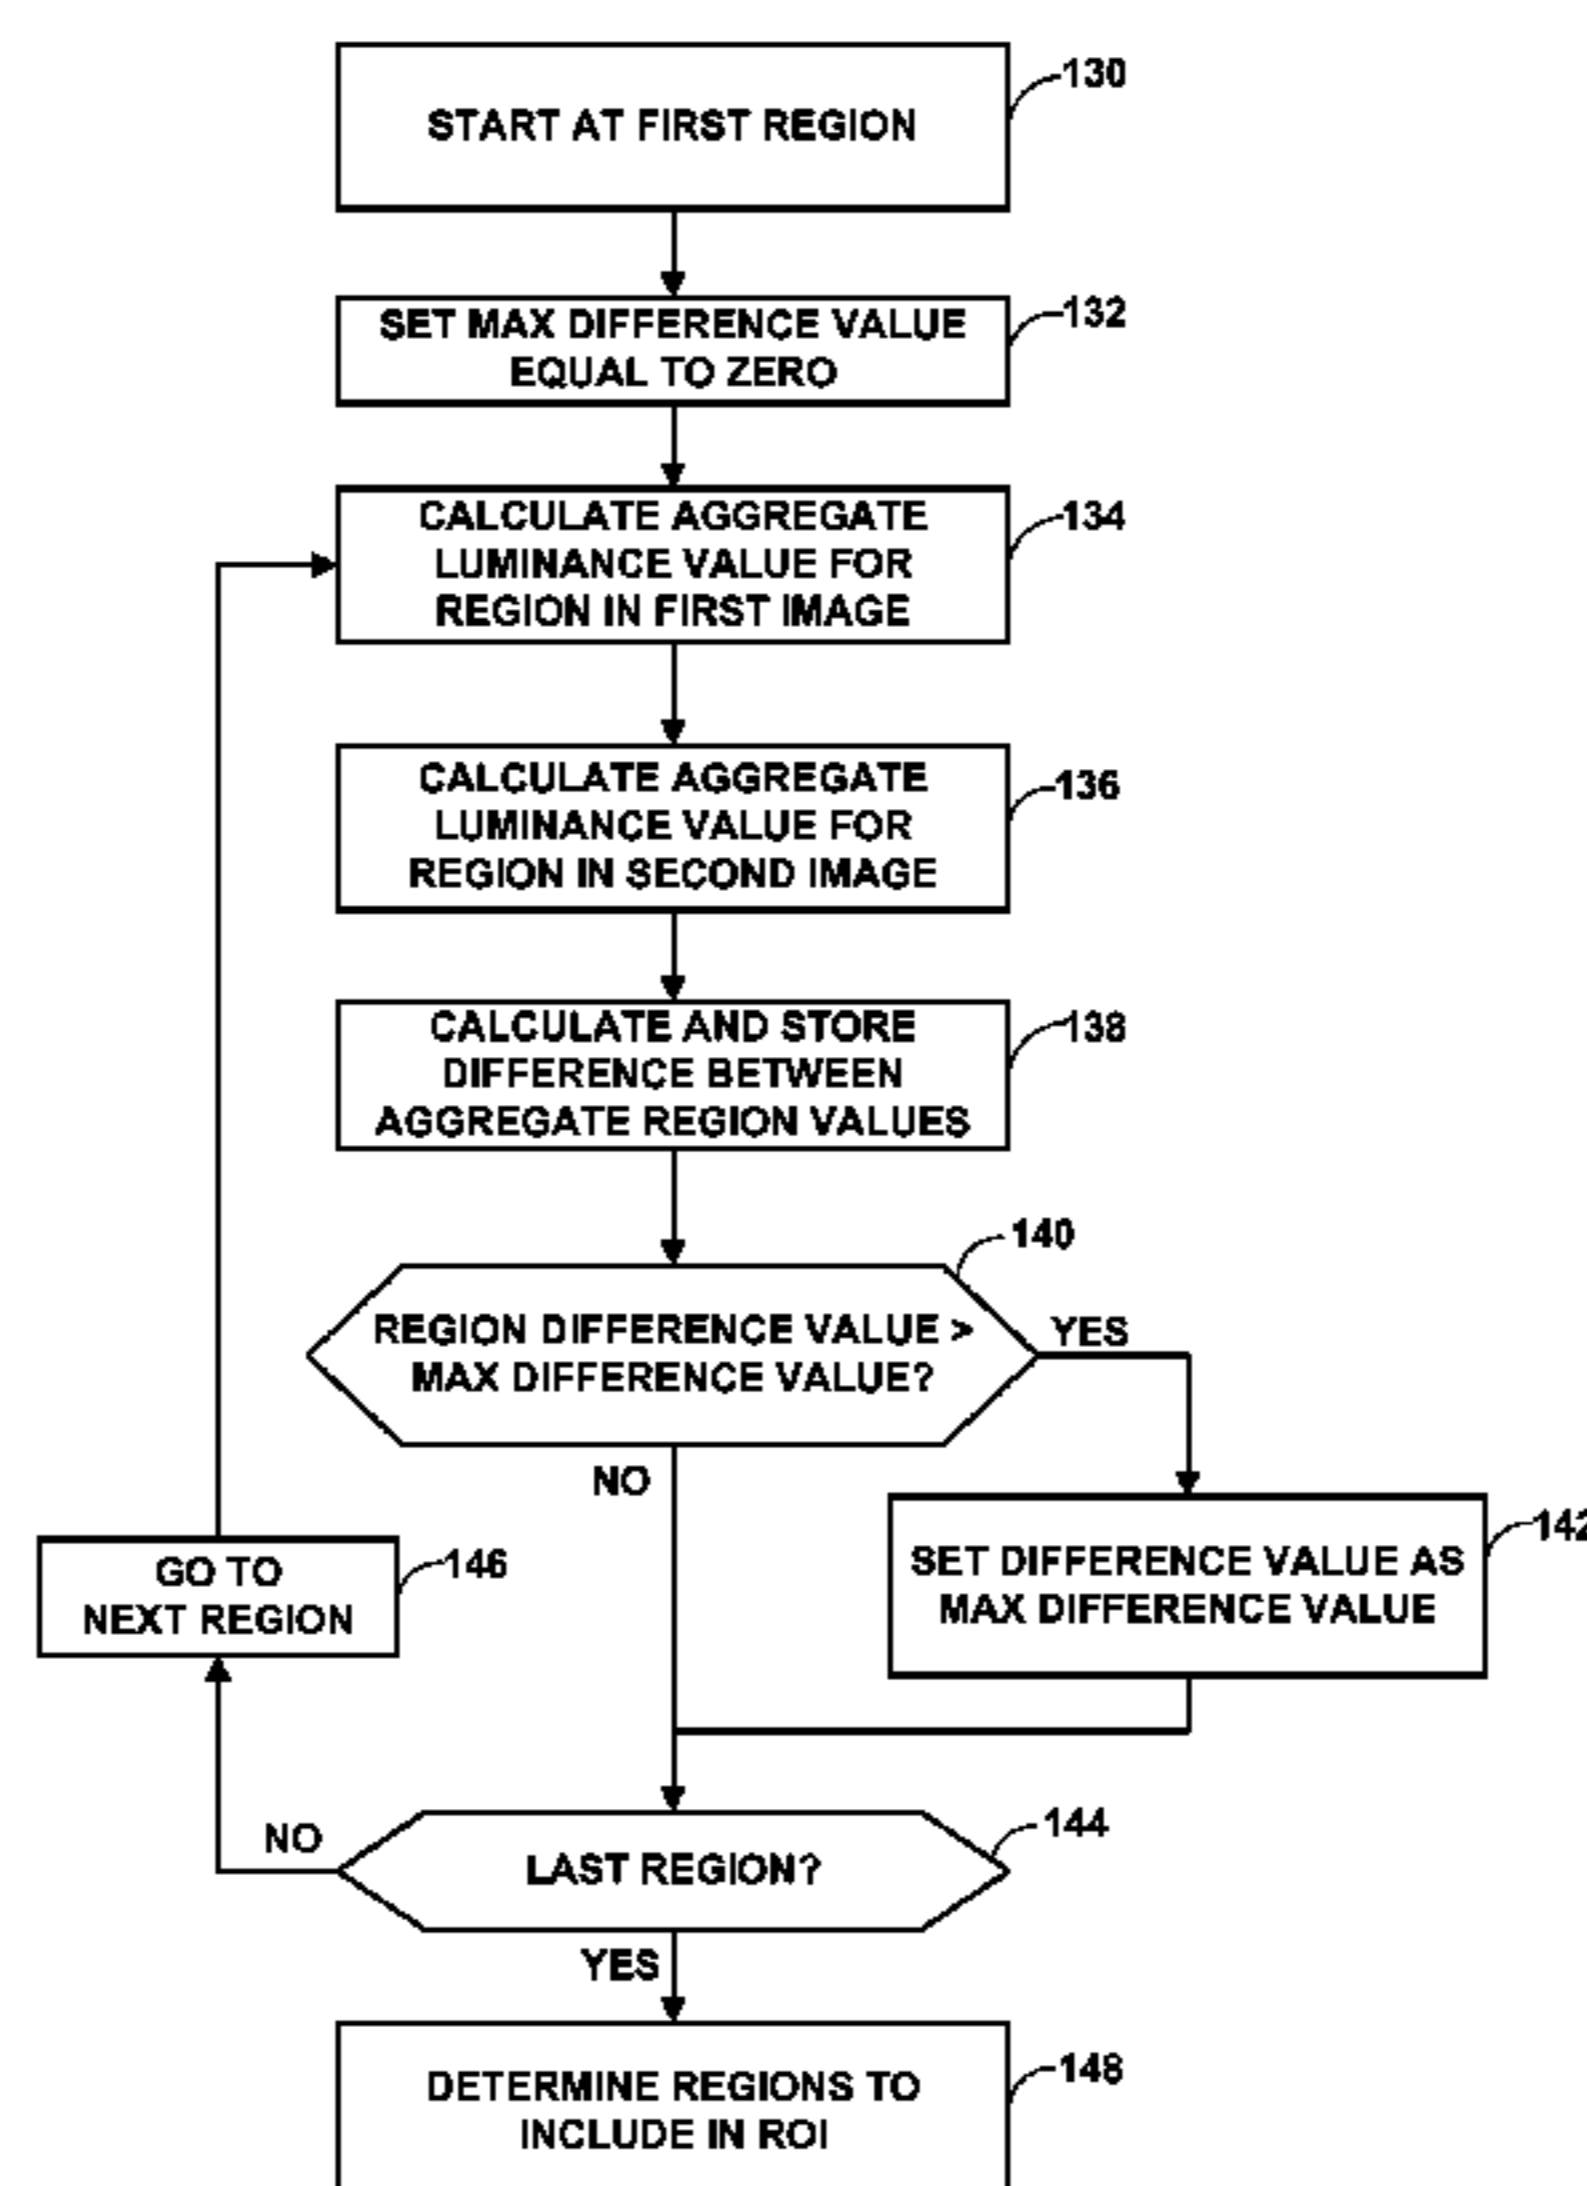 START AT FIRST REGION
130
SET MAX DIFFERENCE VALUE
EQUAL TO ZERO
132
CALCULATE AGGREGATE
LUMINANCE VALUE FOR
REGION IN FIRST IMAGE
134
CALCULATE AGGREGATE
LUMINANCE VALUE FOR
REGION IN SECOND IMAGE
136
CALCULATE AND STORE
DIFFERENCE BETWEEN
AGGREGATE REGION VALUES
138
140
REGION DIFFERENCE VALUE >
MAX DIFFERENCE VALUE?
YES
NO
142
SET DIFFERENCE VALUE AS
MAX DIFFERENCE VALUE
GO TO
NEXT REGION
146
144
LAST REGION?
NO
YES
DETERMINE REGIONS TO
INCLUDE IN ROI
148